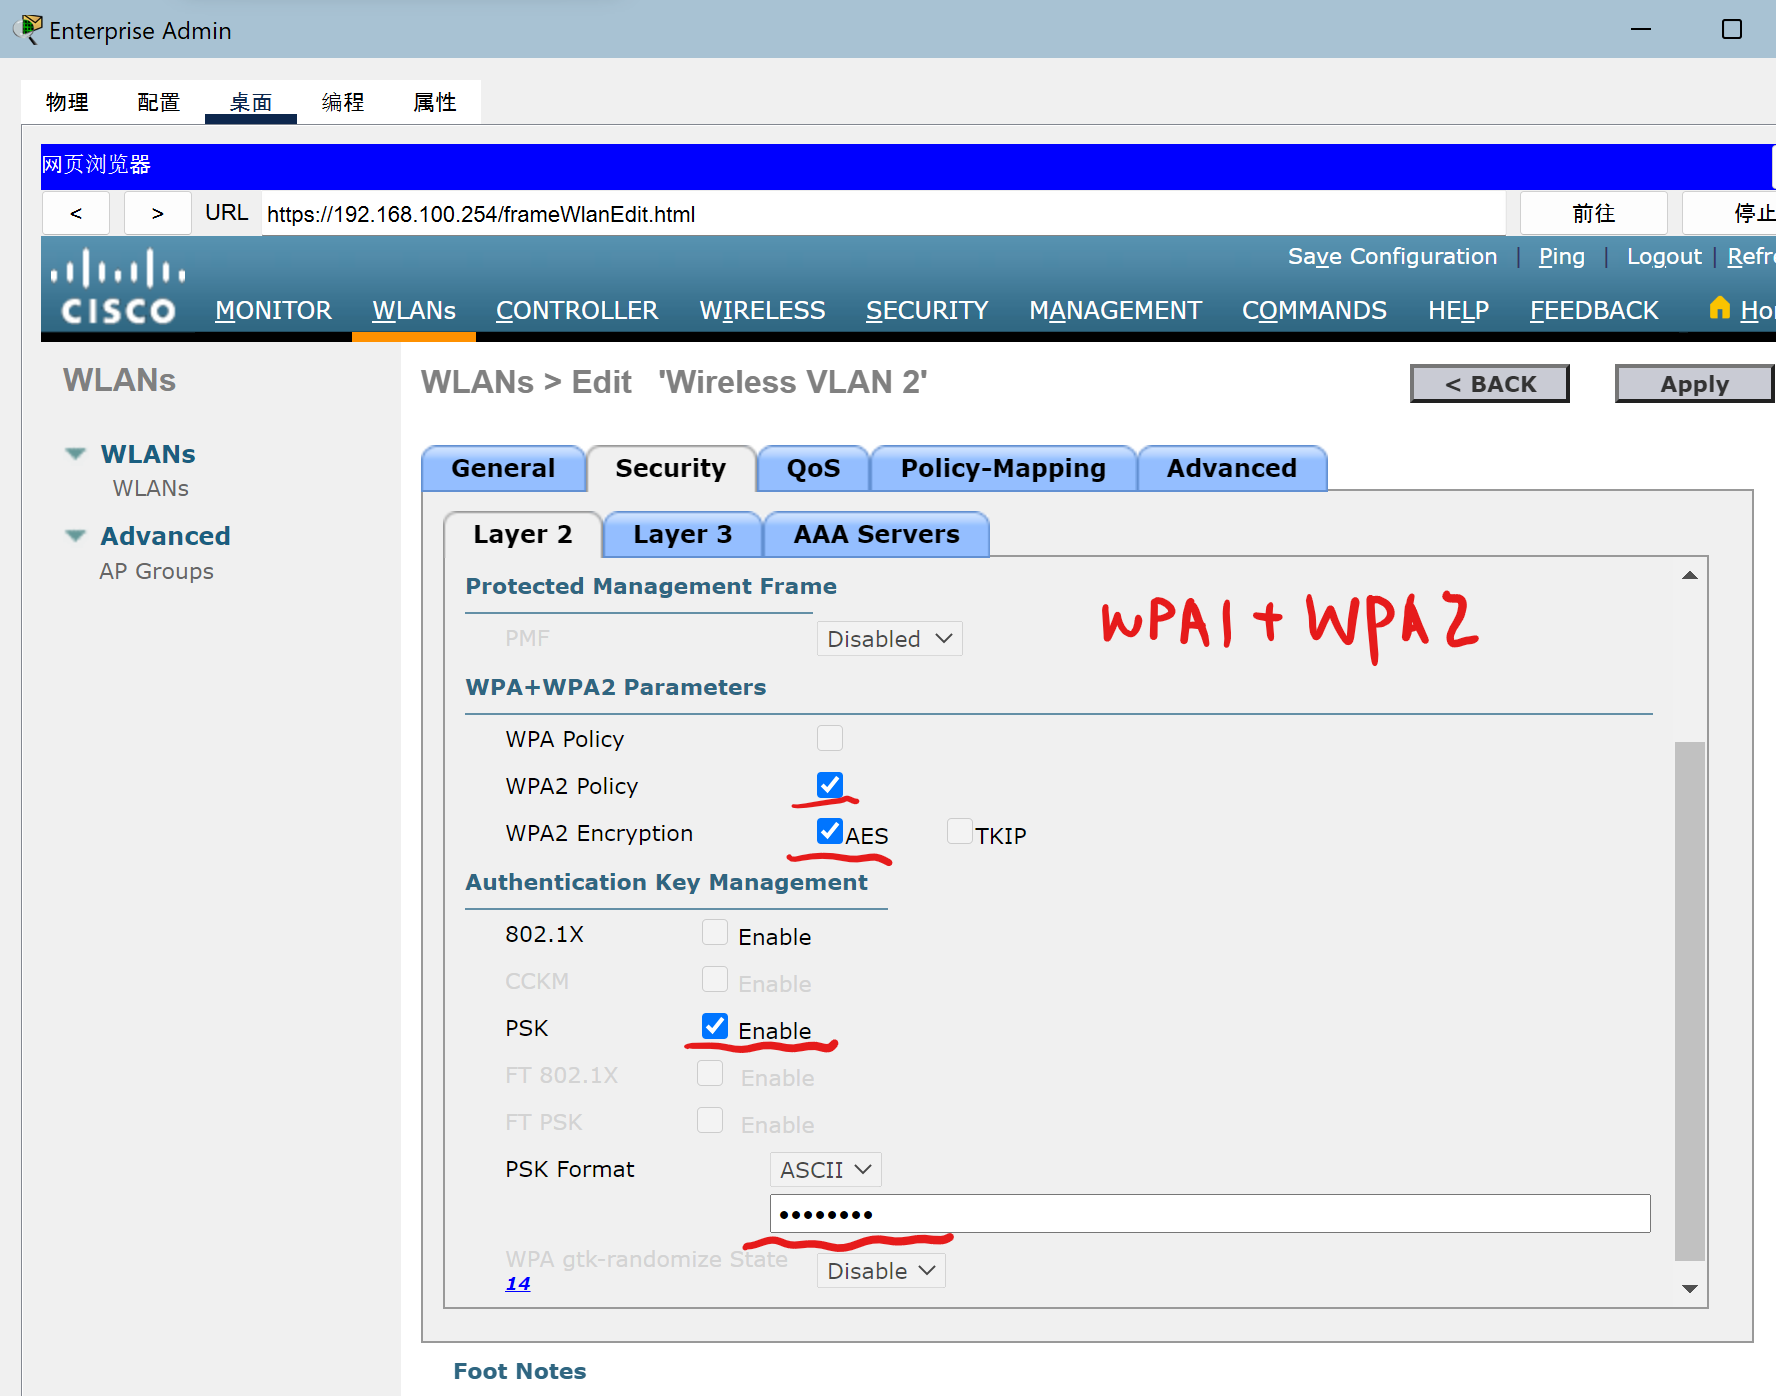 Enterprise Admin
物理 配置 桌面 编程 属性
网页浏览器
< > URL https://192.168.100.254/frameWlanEdit.html 前往 停止
Save Configuration | Ping | Logout | Refre
CISCO MONITOR WLANs CONTROLLER WIRELESS SECURITY MANAGEMENT COMMANDS HELP FEEDBACK Ho
WLANs
WLANs
WLANs
Advanced
AP Groups
WLANs > Edit 'Wireless VLAN 2' < BACK Apply
General Security QoS Policy-Mapping Advanced
Layer 2 Layer 3 AAA Servers
Protected Management Frame
PMF Disabled
WPA1 + WPA2
WPA+WPA2 Parameters
WPA Policy
WPA2 Policy
WPA2 Encryption AES TKIP
Authentication Key Management
802.1X Enable
CCKM Enable
PSK Enable
FT 802.1X Enable
FT PSK Enable
PSK Format ASCII
••••••••
WPA gtk-randomize State Disable
14
Foot Notes